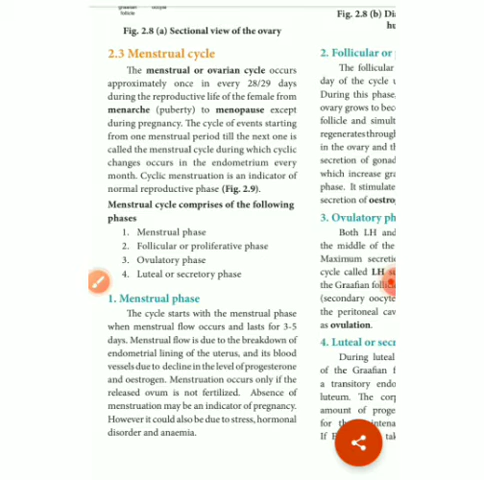 Graafian
follicle
oocyte
Fig. 2.8 (a) Sectional view of the ovary
2.3 Menstrual cycle
The menstrual or ovarian cycle occurs
approximately once in every 28/29 days
during the reproductive life of the female from
menarche (puberty) to menopause except
during pregnancy. The cycle of events starting
from one menstrual period till the next one is
called the menstrual cycle during which cyclic
changes occurs in the endometrium every
month. Cyclic menstruation is an indicator of
normal reproductive phase (Fig. 2.9).
Menstrual cycle comprises of the following
phases
1. Menstrual phase
2. Follicular or proliferative phase
3. Ovulatory phase
4. Luteal or secretory phase
1. Menstrual phase
The cycle starts with the menstrual phase
when menstrual flow occurs and lasts for 3-5
days. Menstrual flow is due to the breakdown of
endometrial lining of the uterus, and its blood
vessels due to decline in the level of progesterone
and oestrogen. Menstruation occurs only if the
released ovum is not fertilized. Absence of
menstruation may be an indicator of pregnancy.
However it could also be due to stress, hormonal
disorder and anaemia.
Fig. 2.8 (b) Di
hu
2. Follicular or
The follicular
day of the cycle
During this phase
ovary grows to bec
follicle and simult
regenerates through
in the ovary and th
secretion of gonad
which increase gra
phase. It stimulate
secretion of oestro
3. Ovulatory ph
Both LH and
the middle of the
Maximum secreti
cycle called LH
the Graafian folli
(secondary oocyte
the peritoneal cav
as ovulation.
4. Luteal or secr
During luteal
of the Graafian f
a transitory endo
luteum. The corp
amount of proge
for
If